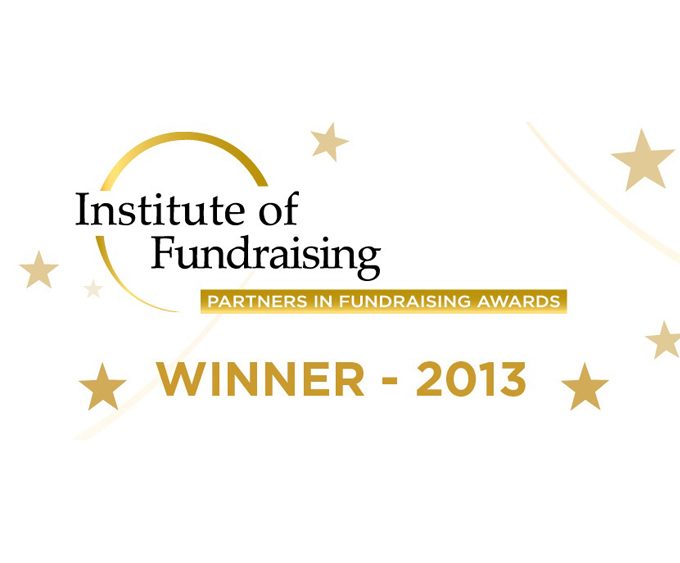 Institute of
Fundraising
PARTNERS IN FUNDRAISING AWARDS
WINNER - 2013